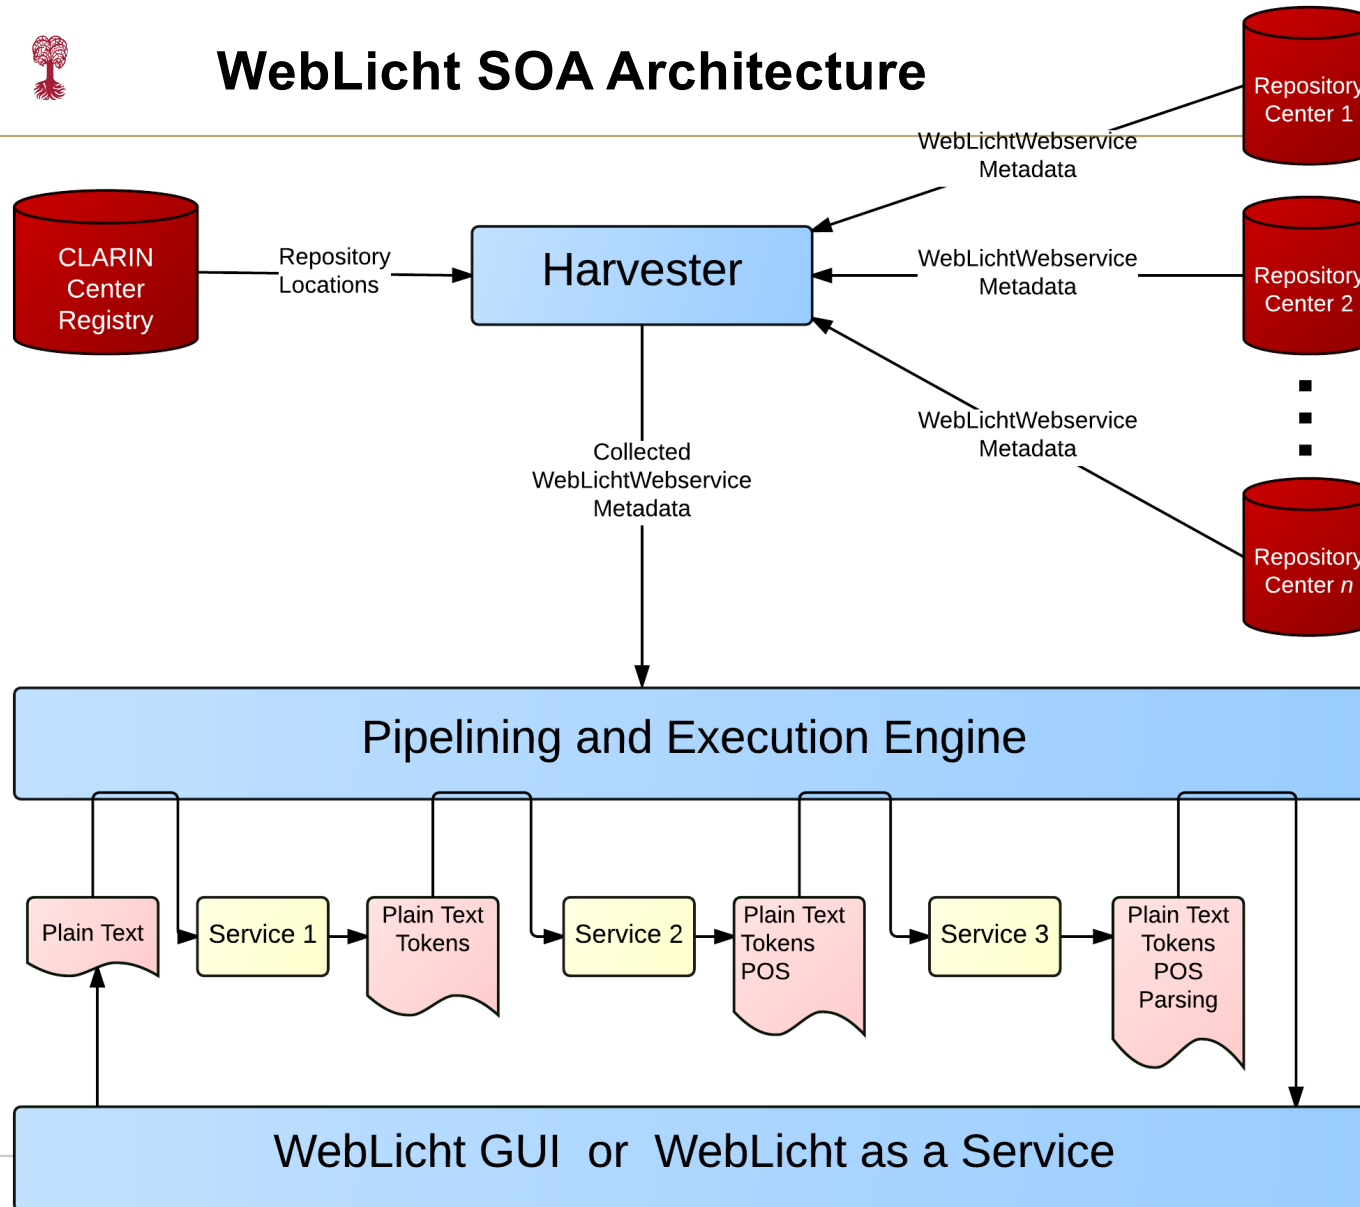 WebLicht SOA Architecture
Repository
Center 1
WebLichtWebservice
Metadata
CLARIN
Center
Registry
Repository
Locations
Harvester
WebLichtWebservice
Metadata
Repository
Center 2
WebLichtWebservice
Metadata
Collected
WebLichtWebservice
Metadata
Repository
Center n
Pipelining and Execution Engine
Plain Text
Service 1
Plain Text
Tokens
Service 2
Plain Text
Tokens
POS
Service 3
Plain Text
Tokens
POS
Parsing
WebLicht GUI or WebLicht as a Service